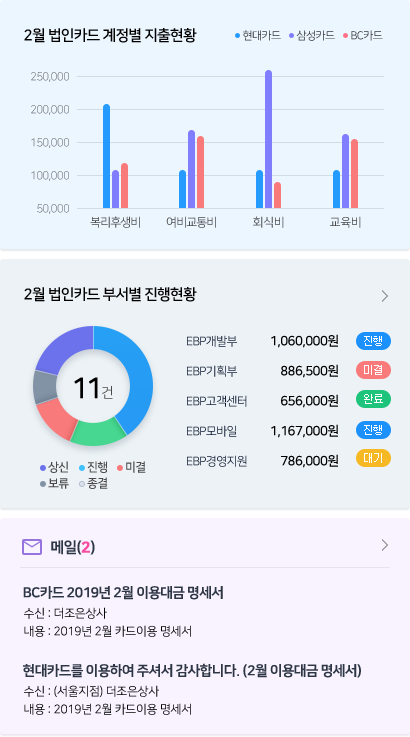 2월 법인카드 계정별 지출현황
현대카드 삼성카드 BC카드
250,000
200,000
150,000
100,000
50,000
복리후생비 여비교통비 회식비 교육비
2월 법인카드 부서별 진행현황
11건
상신 진행 미결
보류 종결
EBP개발부 1,060,000원 진행
EBP기획부 886,500원 미결
EBP고객센터 656,000원 완료
EBP모바일 1,167,000원 진행
EBP경영지원 786,000원 대기
메일(2)
BC카드 2019년 2월 이용대금 명세서
수신 : 더조은상사
내용 : 2019년 2월 카드이용 명세서
현대카드를 이용하여 주셔서 감사합니다. (2월 이용대금 명세서)
수신 : (서울지점) 더조은상사
내용 : 2019년 2월 카드이용 명세서